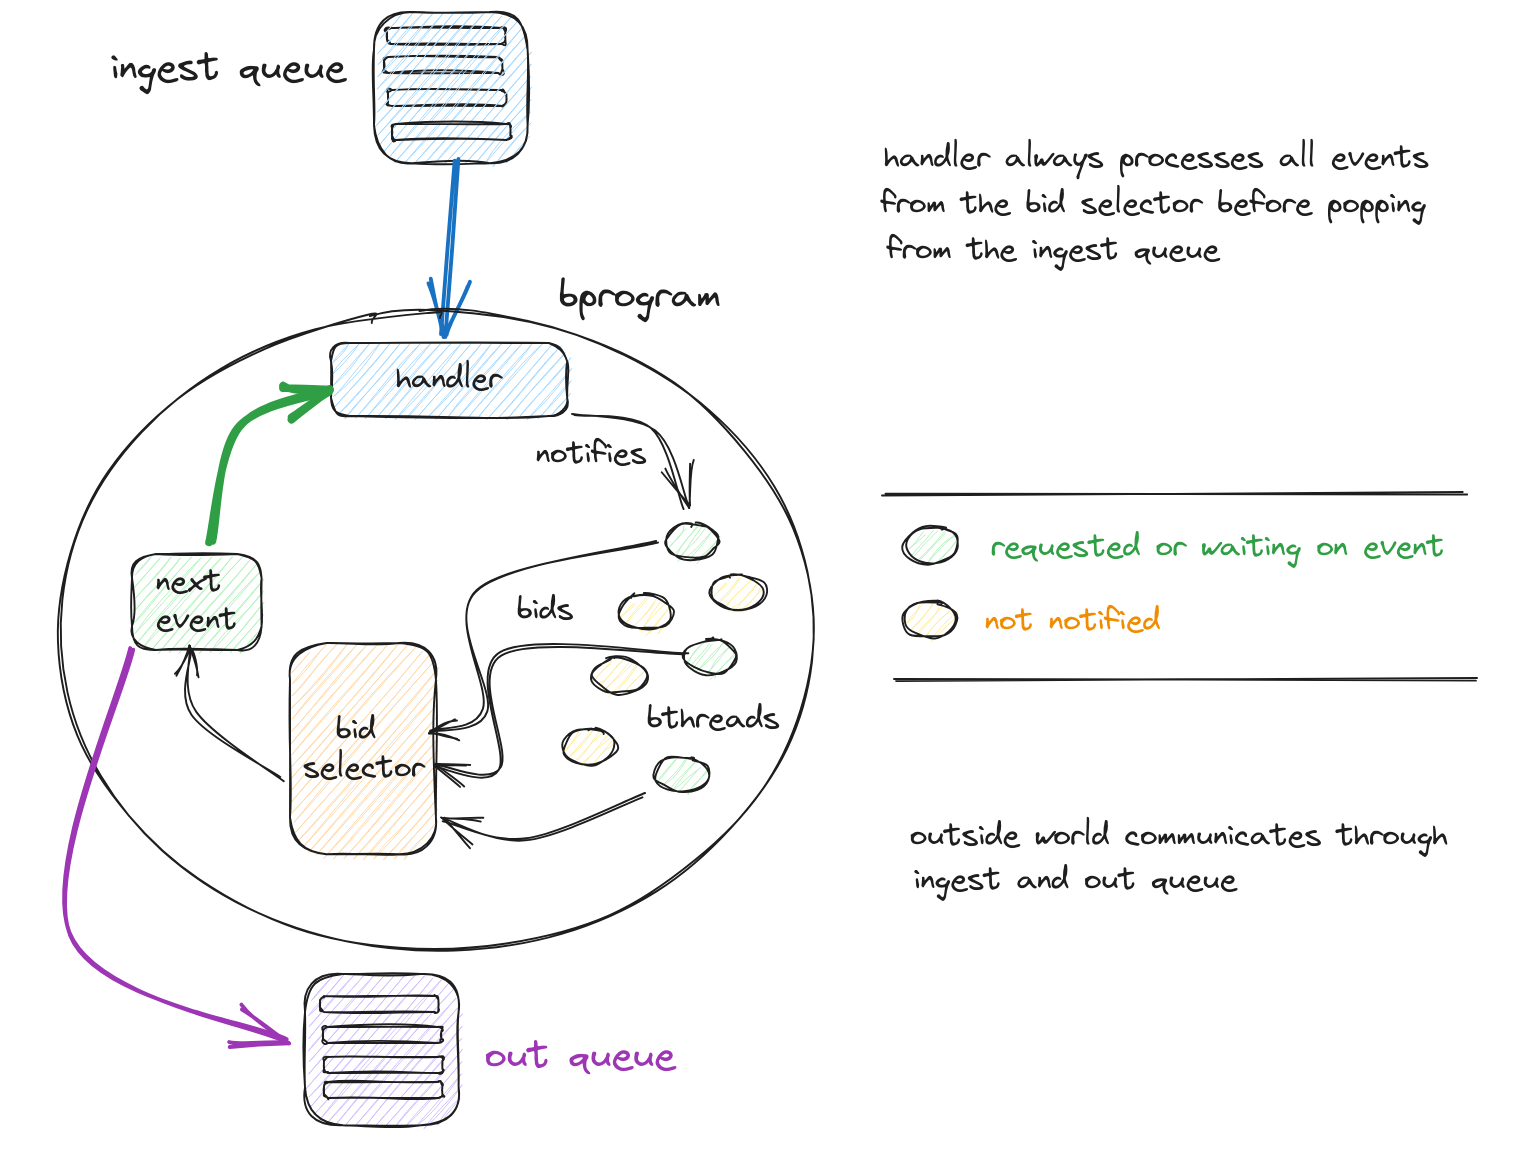 ingest queue
handler always processes all events
from the bid selector before popping
from the ingest queue
bprogram
handler
notifies
requested or waiting on event
next
event
bids
not notified
bthreads
bid
selector
outside world communicates through
ingest and out queue
out queue